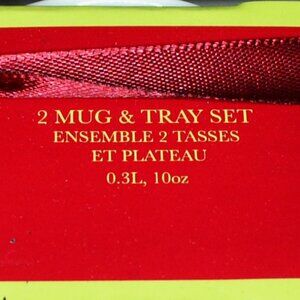 2 MUG & TRAY SET
ENSEMBLE 2 TASSES
ET PLATEAU
0.3L, 10oz